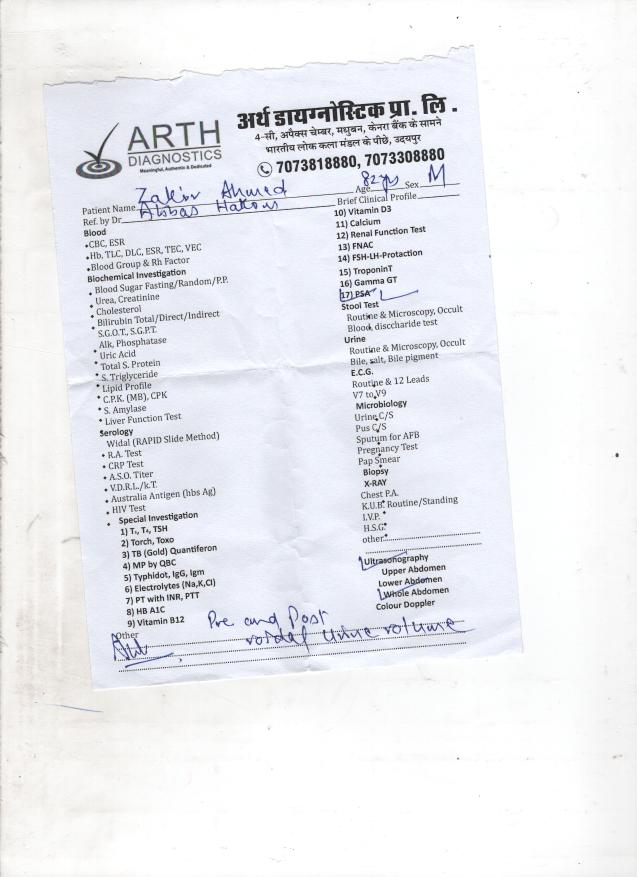 ARTH
DIAGNOSTICS
Meaningful, Authentic & Dedicated
अर्थ डायग्नोस्टिक प्रा. लि .
4-सी, अपैक्स चेम्बर, मधुबन, केनरा बैंक के सामने
भारतीय लोक कला मंडल के पीछे, उदयपुर
7073818880, 7073308880
Patient Name Zakir Ahmed Age 82 yrs Sex M
Ref. by Dr. Abbas Brief Clinical Profile
Blood
CBC, ESR
Hb, TLC, DLC, ESR, TEC, VEC
Blood Group & Rh Factor
Biochemical Investigation
Blood Sugar Fasting/Random/P.P.
Urea, Creatinine
Cholesterol
Bilirubin Total/Direct/Indirect
S.G.O.T., S.G.P.T.
Alk, Phosphatase
Uric Acid
Total S. Protein
S. Triglyceride
Lipid Profile
C.P.K. (MB), CPK
S. Amylase
Liver Function Test
Serology
Widal (RAPID Slide Method)
R.A. Test
CRP Test
A.S.O. Titer
V.D.R.L./k.T.
Australia Antigen (hbs Ag)
HIV Test
Special Investigation
1) T₃, T₄, TSH
2) Torch, Toxo
3) TB (Gold) Quantiferon
4) MP by QBC
5) Typhidot, IgG, Igm
6) Electrolytes (Na,K,Cl)
7) PT with INR, PTT
8) HB A1C
9) Vitamin B12
10) Vitamin D3
11) Calcium
12) Renal Function Test
13) FNAC
14) FSH-LH-Protaction
15) TroponinT
16) Gamma GT
17) PSA
Stool Test
Routine & Microscopy, Occult
Blood, disccharide test
Urine
Routine & Microscopy, Occult
Bile, salt, Bile pigment
E.C.G.
Routine & 12 Leads
V7 to V9
Microbiology
Urine C/S
Pus C/S
Sputum for AFB
Pregnancy Test
Pap Smear
Biopsy
X-RAY
Chest P.A.
K.U.B. Routine/Standing
I.V.P.
H.S.G.
other
Ultrasonography
Upper Abdomen
Lower Abdomen
Whole Abdomen
Colour Doppler
Other Pre and Post
voidal urine volume